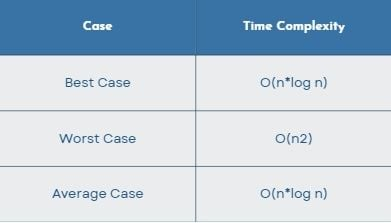 Case Time Complexity
Best Case O(n*log n)
Worst Case O(n2)
Average Case O(n*log n)